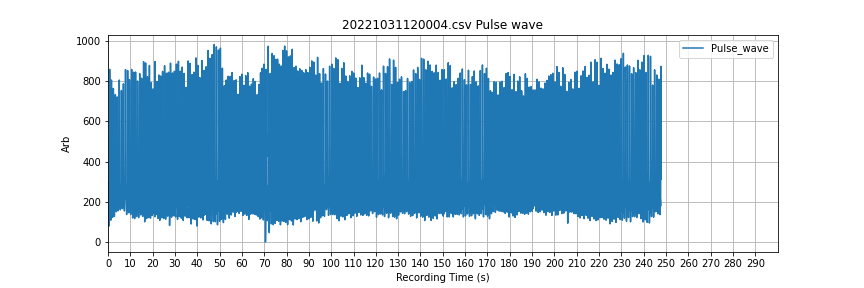 20221031120004.csv Pulse wave
Pulse_wave
1000
800
600
400
200
0
Arb
0 10 20 30 40 50 60 70 80 90 100 110 120 130 140 150 160 170 180 190 200 210 220 230 240 250 260 270 280 290
Recording Time (s)